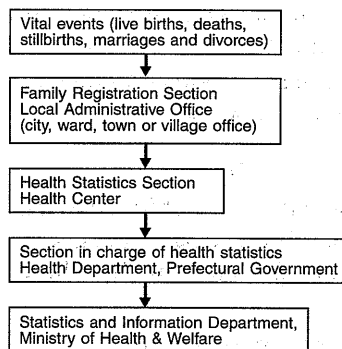 Vital events (live births, deaths,
stillbirths, marriages and divorces)
Family Registration Section
Local Administrative Office
(city, ward, town or village office)
Health Statistics Section
Health Center
Section in charge of health statistics
Health Department, Prefectural Government
Statistics and Information Department,
Ministry of Health & Welfare